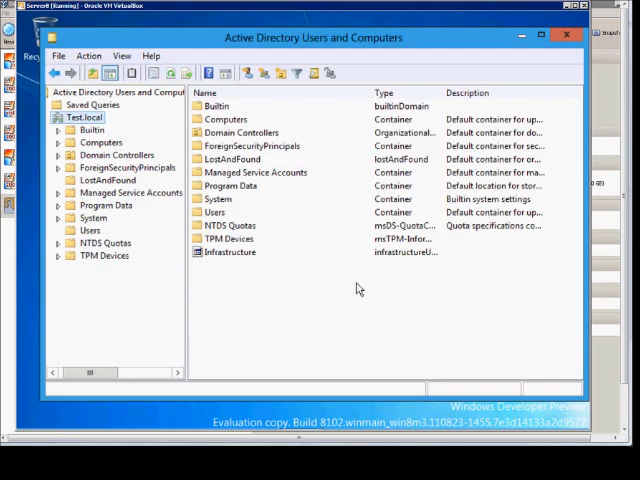 Server8 [Running] - Oracle VM VirtualBox
Active Directory Users and Computers
File Action View Help
Active Directory Users and Comput
Saved Queries
Test.local
Builtin
Computers
Domain Controllers
ForeignSecurityPrincipals
LostAndFound
Managed Service Accounts
Program Data
System
Users
NTDS Quotas
TPM Devices
Name Type Description
Builtin builtinDomain
Computers Container Default container for up...
Domain Controllers Organizational... Default container for do...
ForeignSecurityPrincipals Container Default container for sec...
LostAndFound lostAndFound Default container for or...
Managed Service Accounts Container Default container for ma...
Program Data Container Default location for stor...
System Container Builtin system settings
Users Container Default container for up...
NTDS Quotas msDS-QuotaC... Quota specifications co...
TPM Devices msTPM-Infor...
Infrastructure infrastructureU...
Windows Developer Preview
Evaluation copy. Build 8102.winmain_win8m3.110823-1455.7e3d14133a2d9572
Snapsh